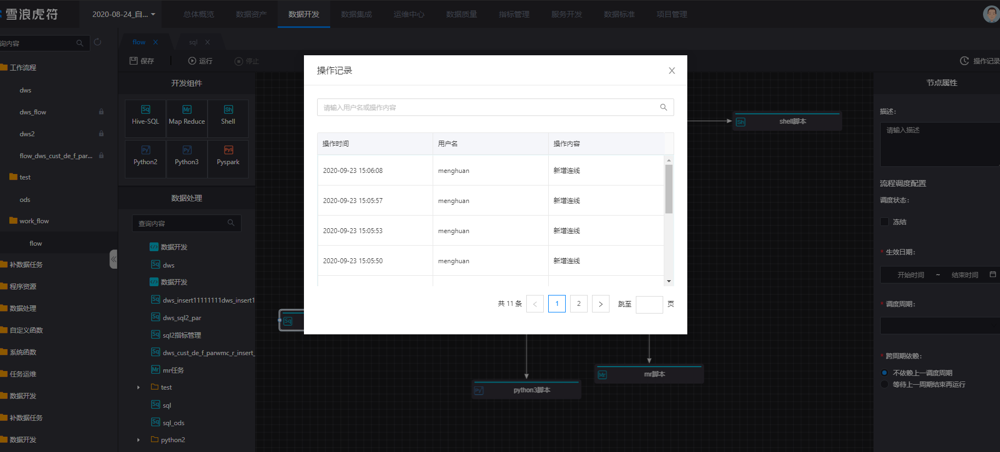 雪浪虎符
2020-08-24_自...
总体概览
数据资产
数据开发
数据集成
运维中心
数据质量
指标管理
服务开发
数据标准
项目管理
询内容
工作流程
dws
dws_flow
dws2
flow_dws_cust_de_f_par...
test
ods
work_flow
flow
补数据任务
程序资源
数据处理
自定义函数
系统函数
任务运维
数据开发
补数据任务
数据开发
flow
sql
保存
运行
停止
操作记录
开发组件
Sq
Mr
Sh
Hive-SQL
Map Reduce
Shell
Py
Py
PyS
Python2
Python3
Pyspark
数据处理
查询内容
数据开发
Sq dws
数据开发
Sq dws_insert11111111dws_insert1
Sq dws_sql2_par
Sq sql2指标管理
Sq dws_cust_de_f_parwmc_r_insert_
Mr mr任务
test
Sq sql
Sq sql_ods
python2
操作记录
请输入用户名或操作内容
操作时间
用户名
操作内容
2020-09-23 15:06:08
menghuan
新增连线
2020-09-23 15:05:57
menghuan
新增连线
2020-09-23 15:05:53
menghuan
新增连线
2020-09-23 15:05:50
menghuan
新增连线
共 11 条
1
2
跳至
页
Sq
Sh shell脚本
Mr mr脚本
Py python3脚本
节点属性
描述:
请输入描述
流程调度配置
调度状态:
冻结
* 生效日期:
开始时间 ~ 结束时间
* 调度周期:
* 跨周期依赖:
不依赖上一调度周期
等待上一周期结束再运行